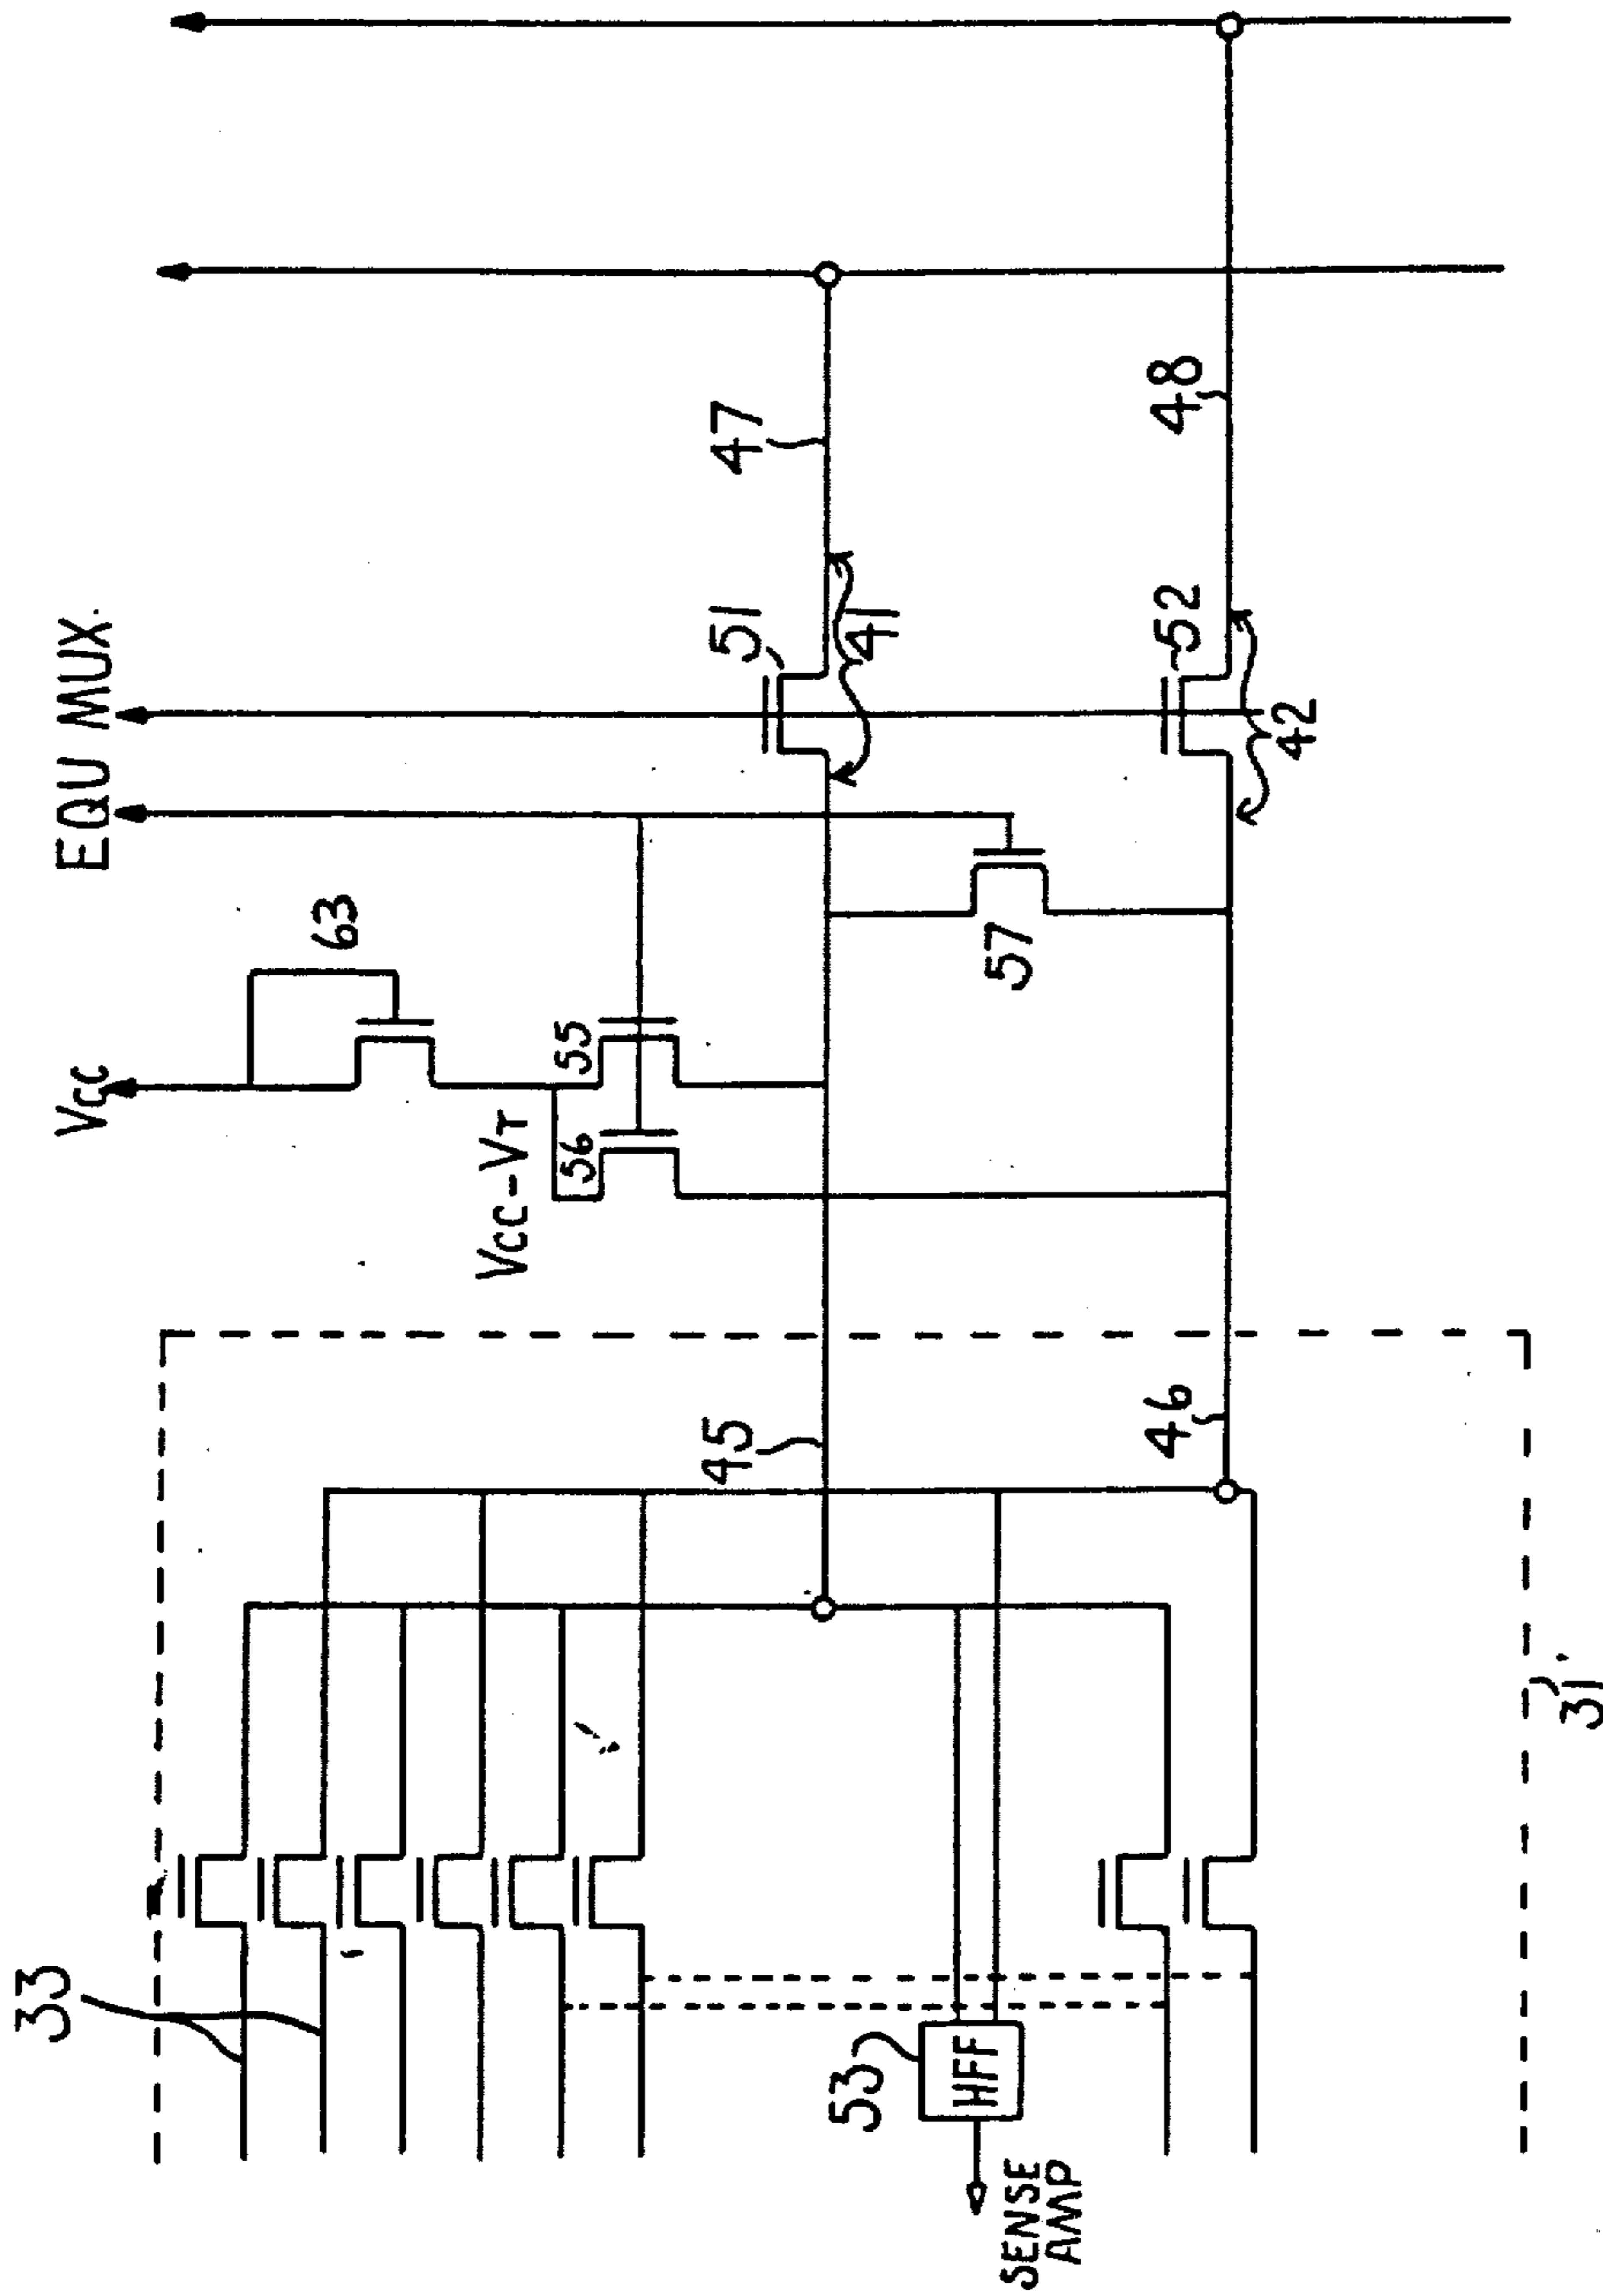 EQU MUX.
Vcc
63
Vcc-VT
55
56
51
47
41
57
52
48
42
45
46
33
53
HFF
SENSE
AMP
31'